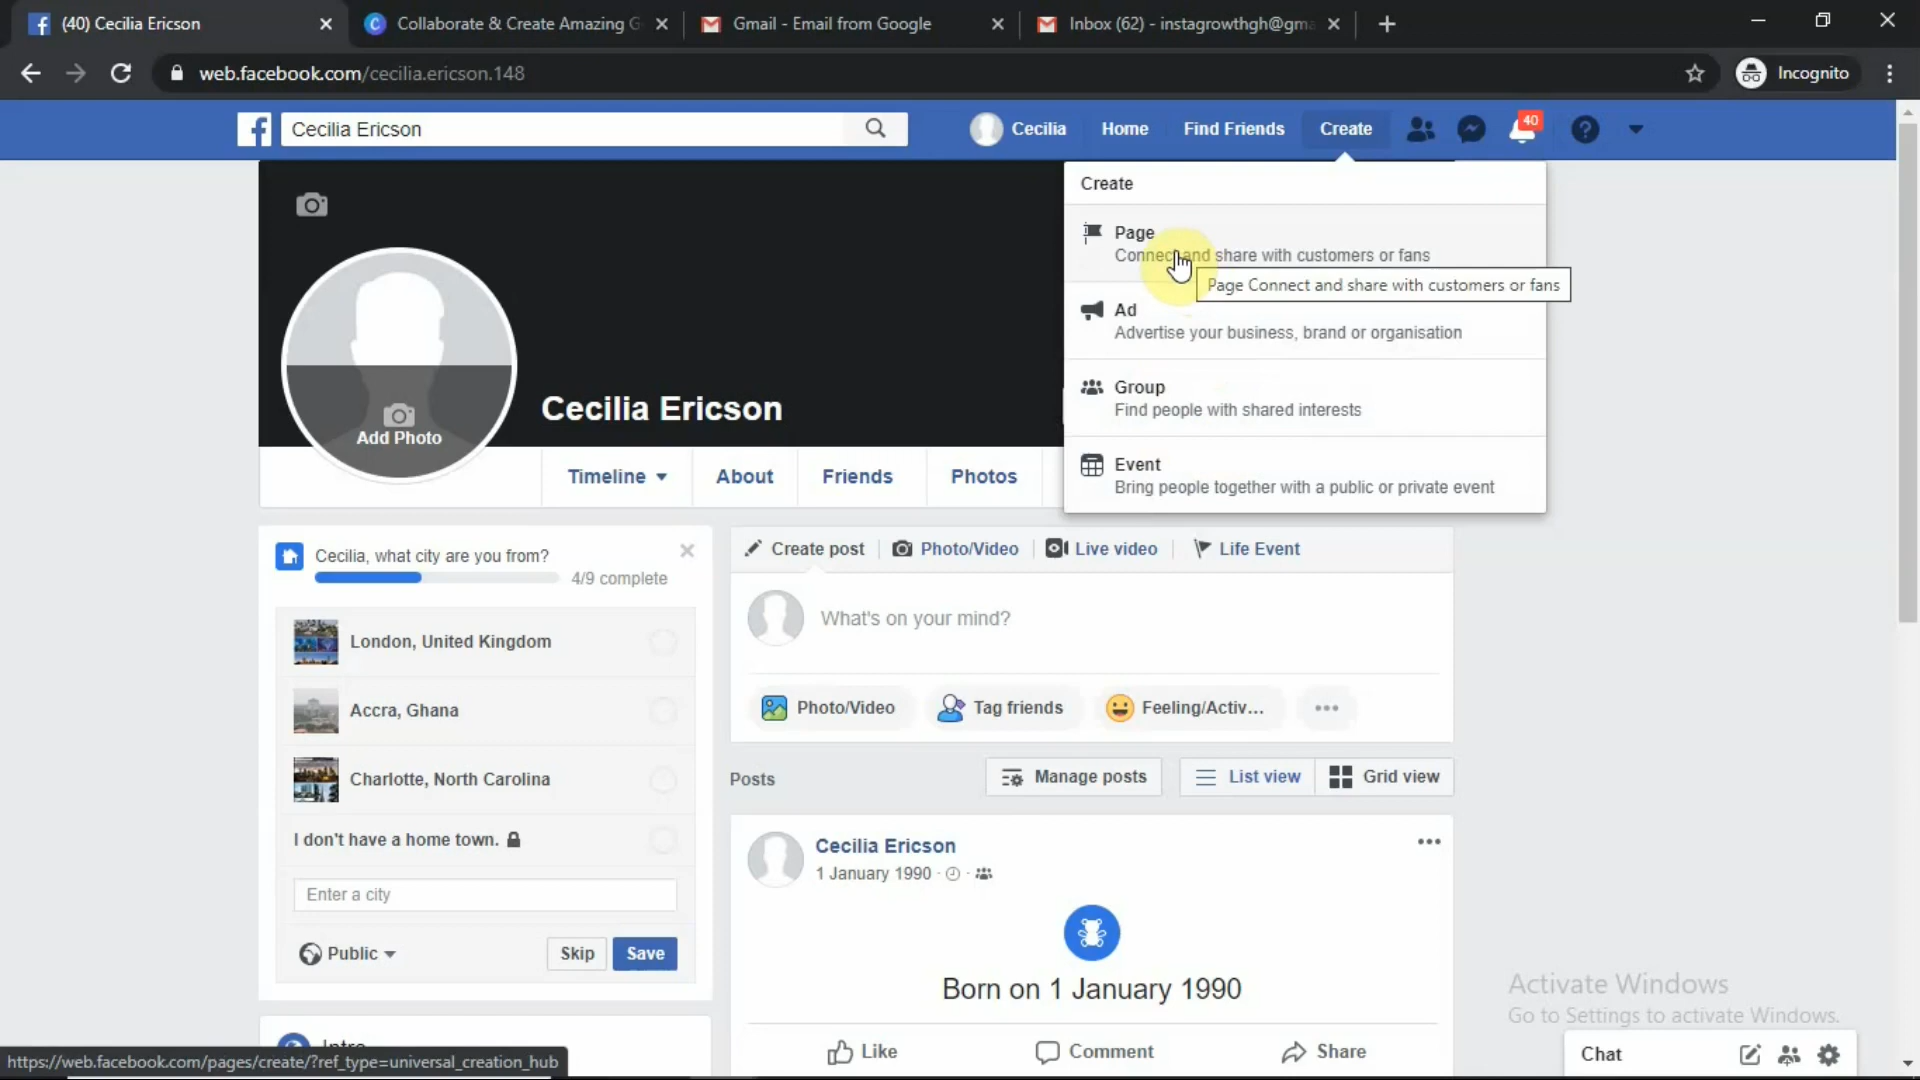 (40) Cecilia Ericson
Collaborate & Create Amazing G
Gmail - Email from Google
Inbox (62) - instagrowthgh@gma
web.facebook.com/cecilia.ericson.148
Incognito
Cecilia Ericson
Cecilia
Home
Find Friends
Create
40
Create
Page
Connect and share with customers or fans
Page Connect and share with customers or fans
Ad
Advertise your business, brand or organisation
Group
Find people with shared interests
Event
Bring people together with a public or private event
Add Photo
Cecilia Ericson
Timeline
About
Friends
Photos
Cecilia, what city are you from?
4/9 complete
London, United Kingdom
Accra, Ghana
Charlotte, North Carolina
I don't have a home town.
Enter a city
Public
Skip
Save
Create post
Photo/Video
Live video
Life Event
What's on your mind?
Photo/Video
Tag friends
Feeling/Activ...
Posts
Manage posts
List view
Grid view
Cecilia Ericson
1 January 1990
Born on 1 January 1990
Like
Comment
Share
Intro
Activate Windows
Go to Settings to activate Windows.
Chat
https://web.facebook.com/pages/create/?ref_type=universal_creation_hub